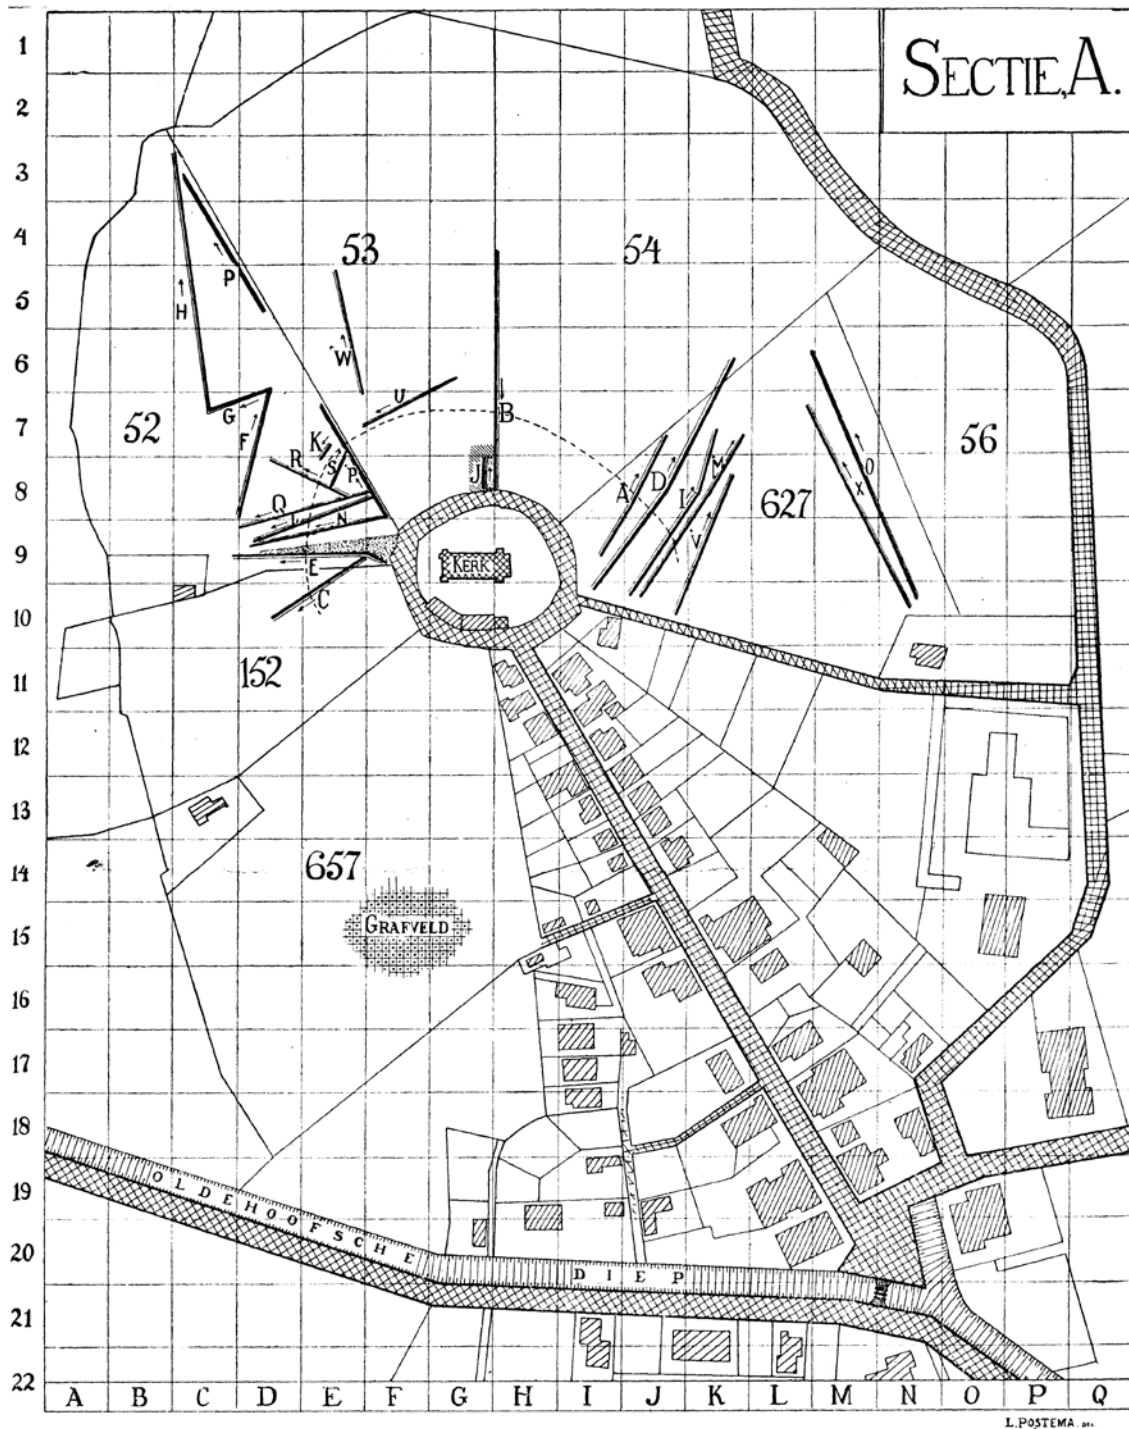 SECTIE, A.
1
2
3
4
5
6
7
8
9
10
11
12
13
14
15
16
17
18
19
20
21
22
53
54
52
56
627
152
657
H
P
W
U
B
G
F
K
R
S
P
J
Q
L
N
E
C
A
D
I
M
V
O
X
KERK
GRAFVELD
OLDEHOOFSCHE
DIEP
A B C D E F G H I J K L M N O P Q
L. POSTEMA. DEL.